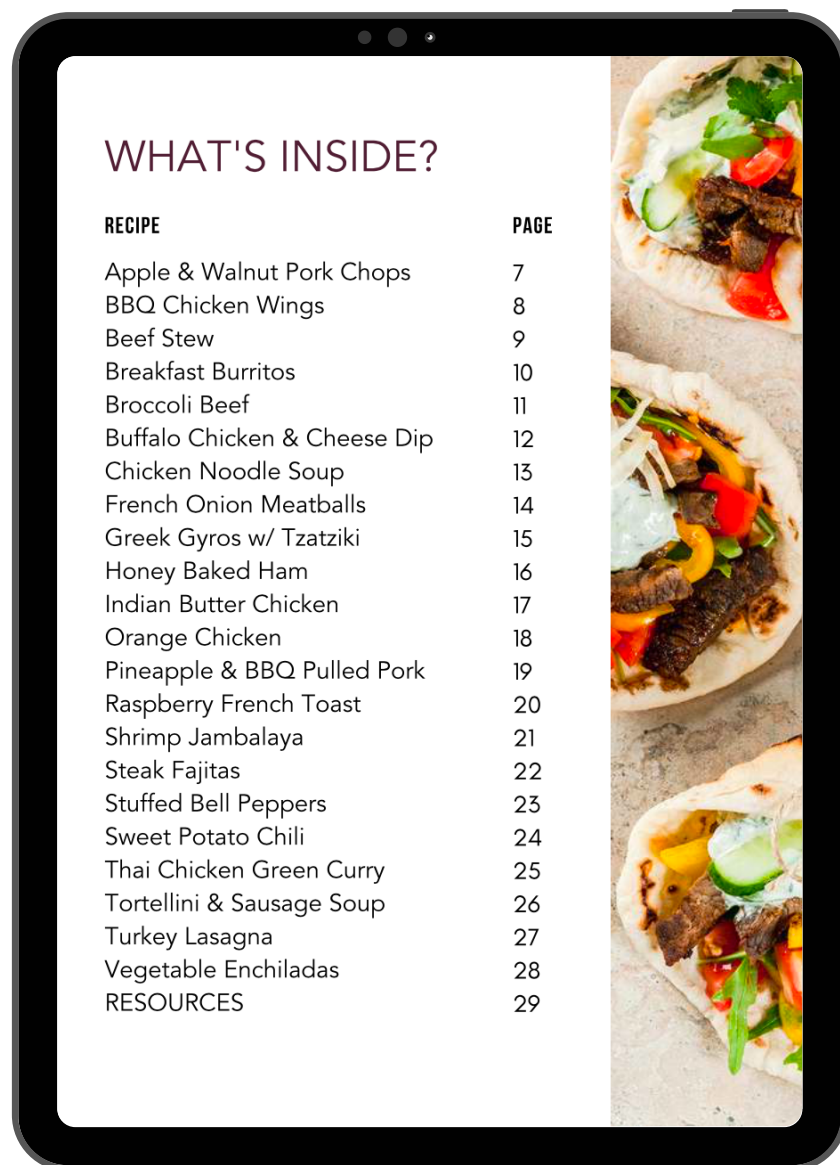 WHAT'S INSIDE?
RECIPE PAGE
Apple & Walnut Pork Chops 7
BBQ Chicken Wings 8
Beef Stew 9
Breakfast Burritos 10
Broccoli Beef 11
Buffalo Chicken & Cheese Dip 12
Chicken Noodle Soup 13
French Onion Meatballs 14
Greek Gyros w/ Tzatziki 15
Honey Baked Ham 16
Indian Butter Chicken 17
Orange Chicken 18
Pineapple & BBQ Pulled Pork 19
Raspberry French Toast 20
Shrimp Jambalaya 21
Steak Fajitas 22
Stuffed Bell Peppers 23
Sweet Potato Chili 24
Thai Chicken Green Curry 25
Tortellini & Sausage Soup 26
Turkey Lasagna 27
Vegetable Enchiladas 28
RESOURCES 29